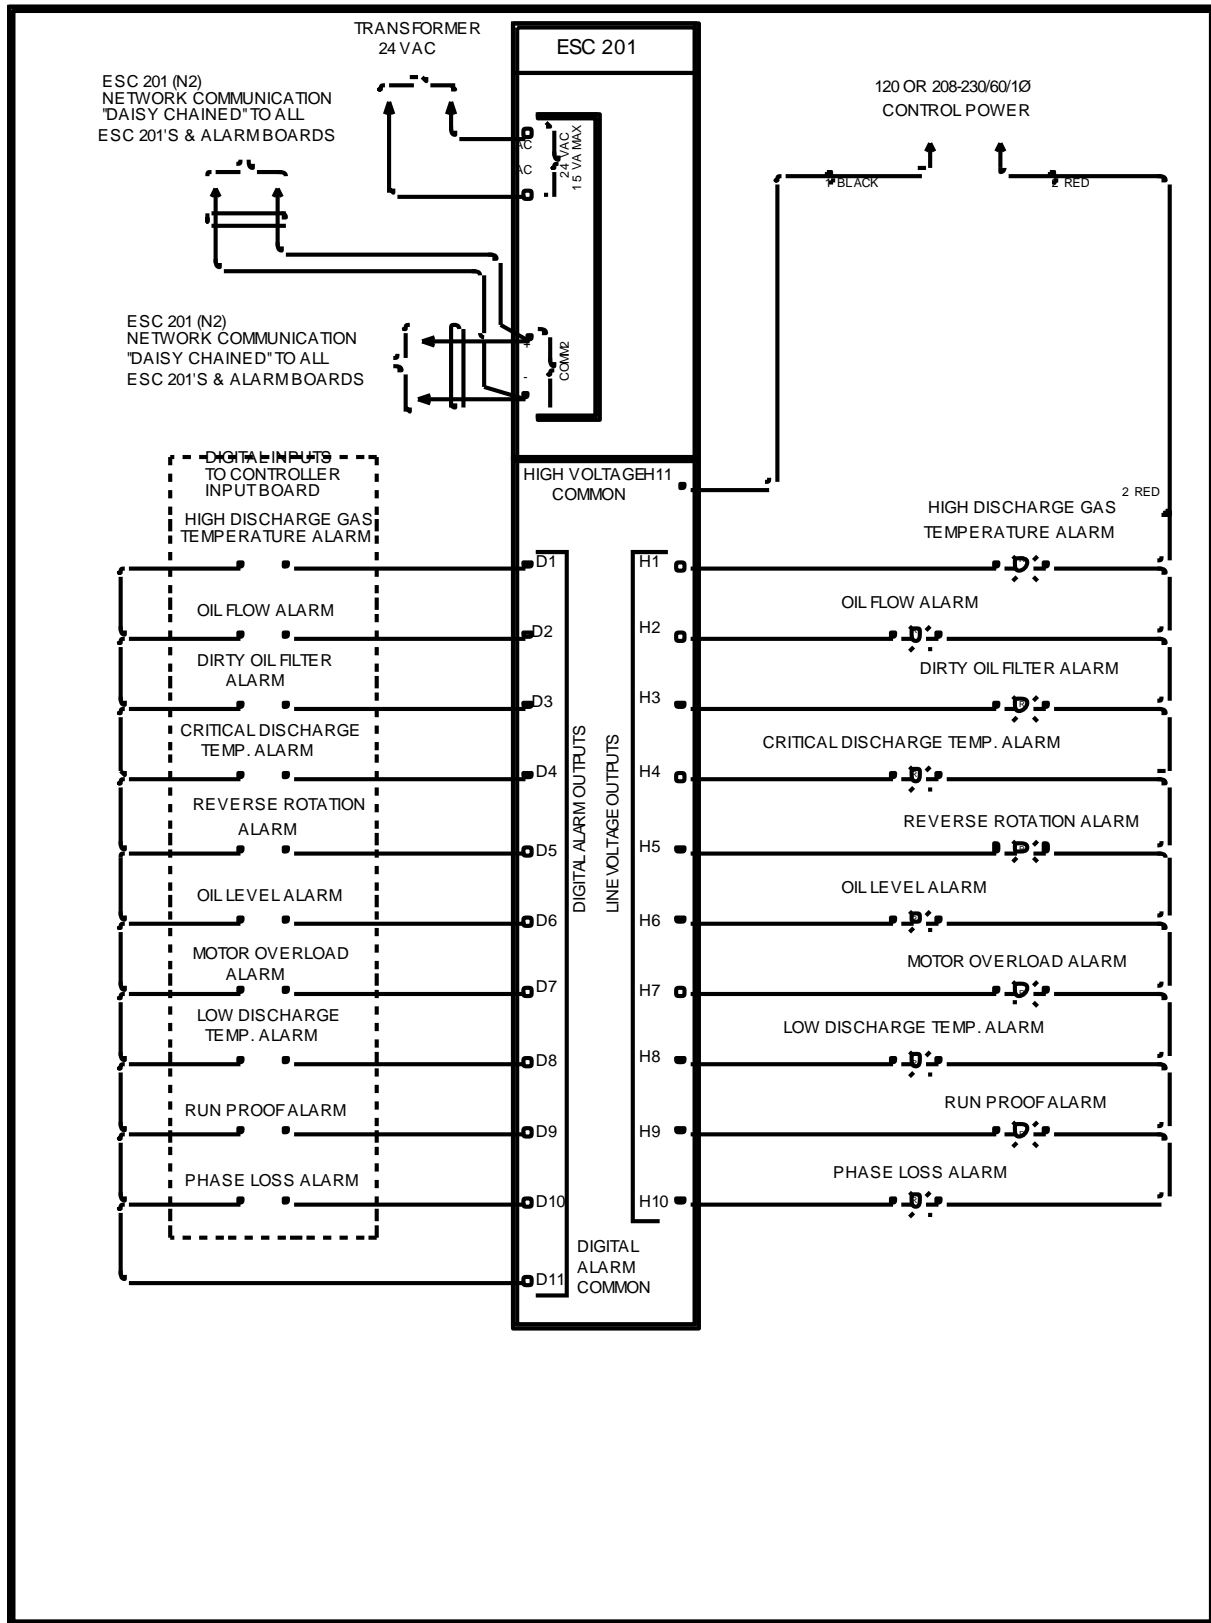 TRANSFORMER
24 VAC
ESC 201
ESC 201 (N2)
NETWORK COMMUNICATION
"DAISY CHAINED" TO ALL
ESC 201'S & ALARM BOARDS
120 OR 208-230/60/1Ø
CONTROL POWER
AC
AC
24 VAC
15 VA MAX
1 BLACK
2 RED
ESC 201 (N2)
NETWORK COMMUNICATION
"DAISY CHAINED" TO ALL
ESC 201'S & ALARM BOARDS
+
-
COMM2
DIGITAL INPUTS
TO CONTROLLER
INPUT BOARD
HIGH VOLTAGE H11
COMMON
2 RED
HIGH DISCHARGE GAS
TEMPERATURE ALARM
D1
H1
HIGH DISCHARGE GAS
TEMPERATURE ALARM
OIL FLOW ALARM
D2
H2
OIL FLOW ALARM
DIRTY OIL FILTER
ALARM
D3
H3
DIRTY OIL FILTER ALARM
CRITICAL DISCHARGE
TEMP. ALARM
D4
H4
CRITICAL DISCHARGE TEMP. ALARM
REVERSE ROTATION
ALARM
D5
DIGITAL ALARM OUTPUTS
LINE VOLTAGE OUTPUTS
H5
REVERSE ROTATION ALARM
OIL LEVEL ALARM
D6
H6
OIL LEVEL ALARM
MOTOR OVERLOAD
ALARM
D7
H7
MOTOR OVERLOAD ALARM
LOW DISCHARGE
TEMP. ALARM
D8
H8
LOW DISCHARGE TEMP. ALARM
RUN PROOF ALARM
D9
H9
RUN PROOF ALARM
PHASE LOSS ALARM
D10
H10
PHASE LOSS ALARM
D11
DIGITAL
ALARM
COMMON